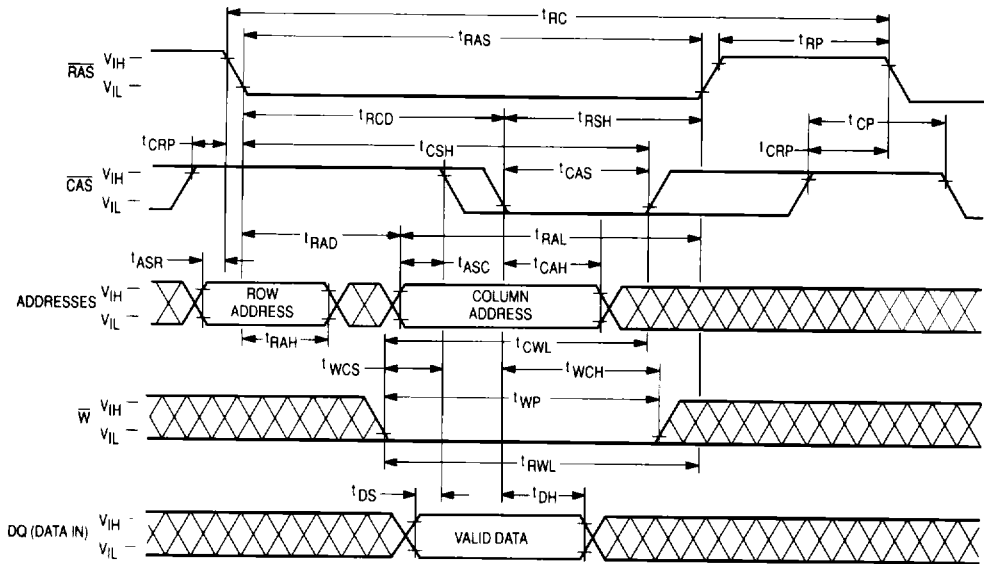 tRC
tRAS
tRP
RAS
VIH
VIL
tRCD
tRSH
tCP
tCRP
tCSH
tCRP
CAS
VIH
VIL
tCAS
tRAD
tRAL
tASR
tASC
tCAH
ADDRESSES
VIH
VIL
ROW
ADDRESS
COLUMN
ADDRESS
tRAH
tCWL
tWCS
tWCH
tWP
W
VIH
VIL
tRWL
tDS
tDH
DQ (DATA IN)
VIH
VIL
VALID DATA